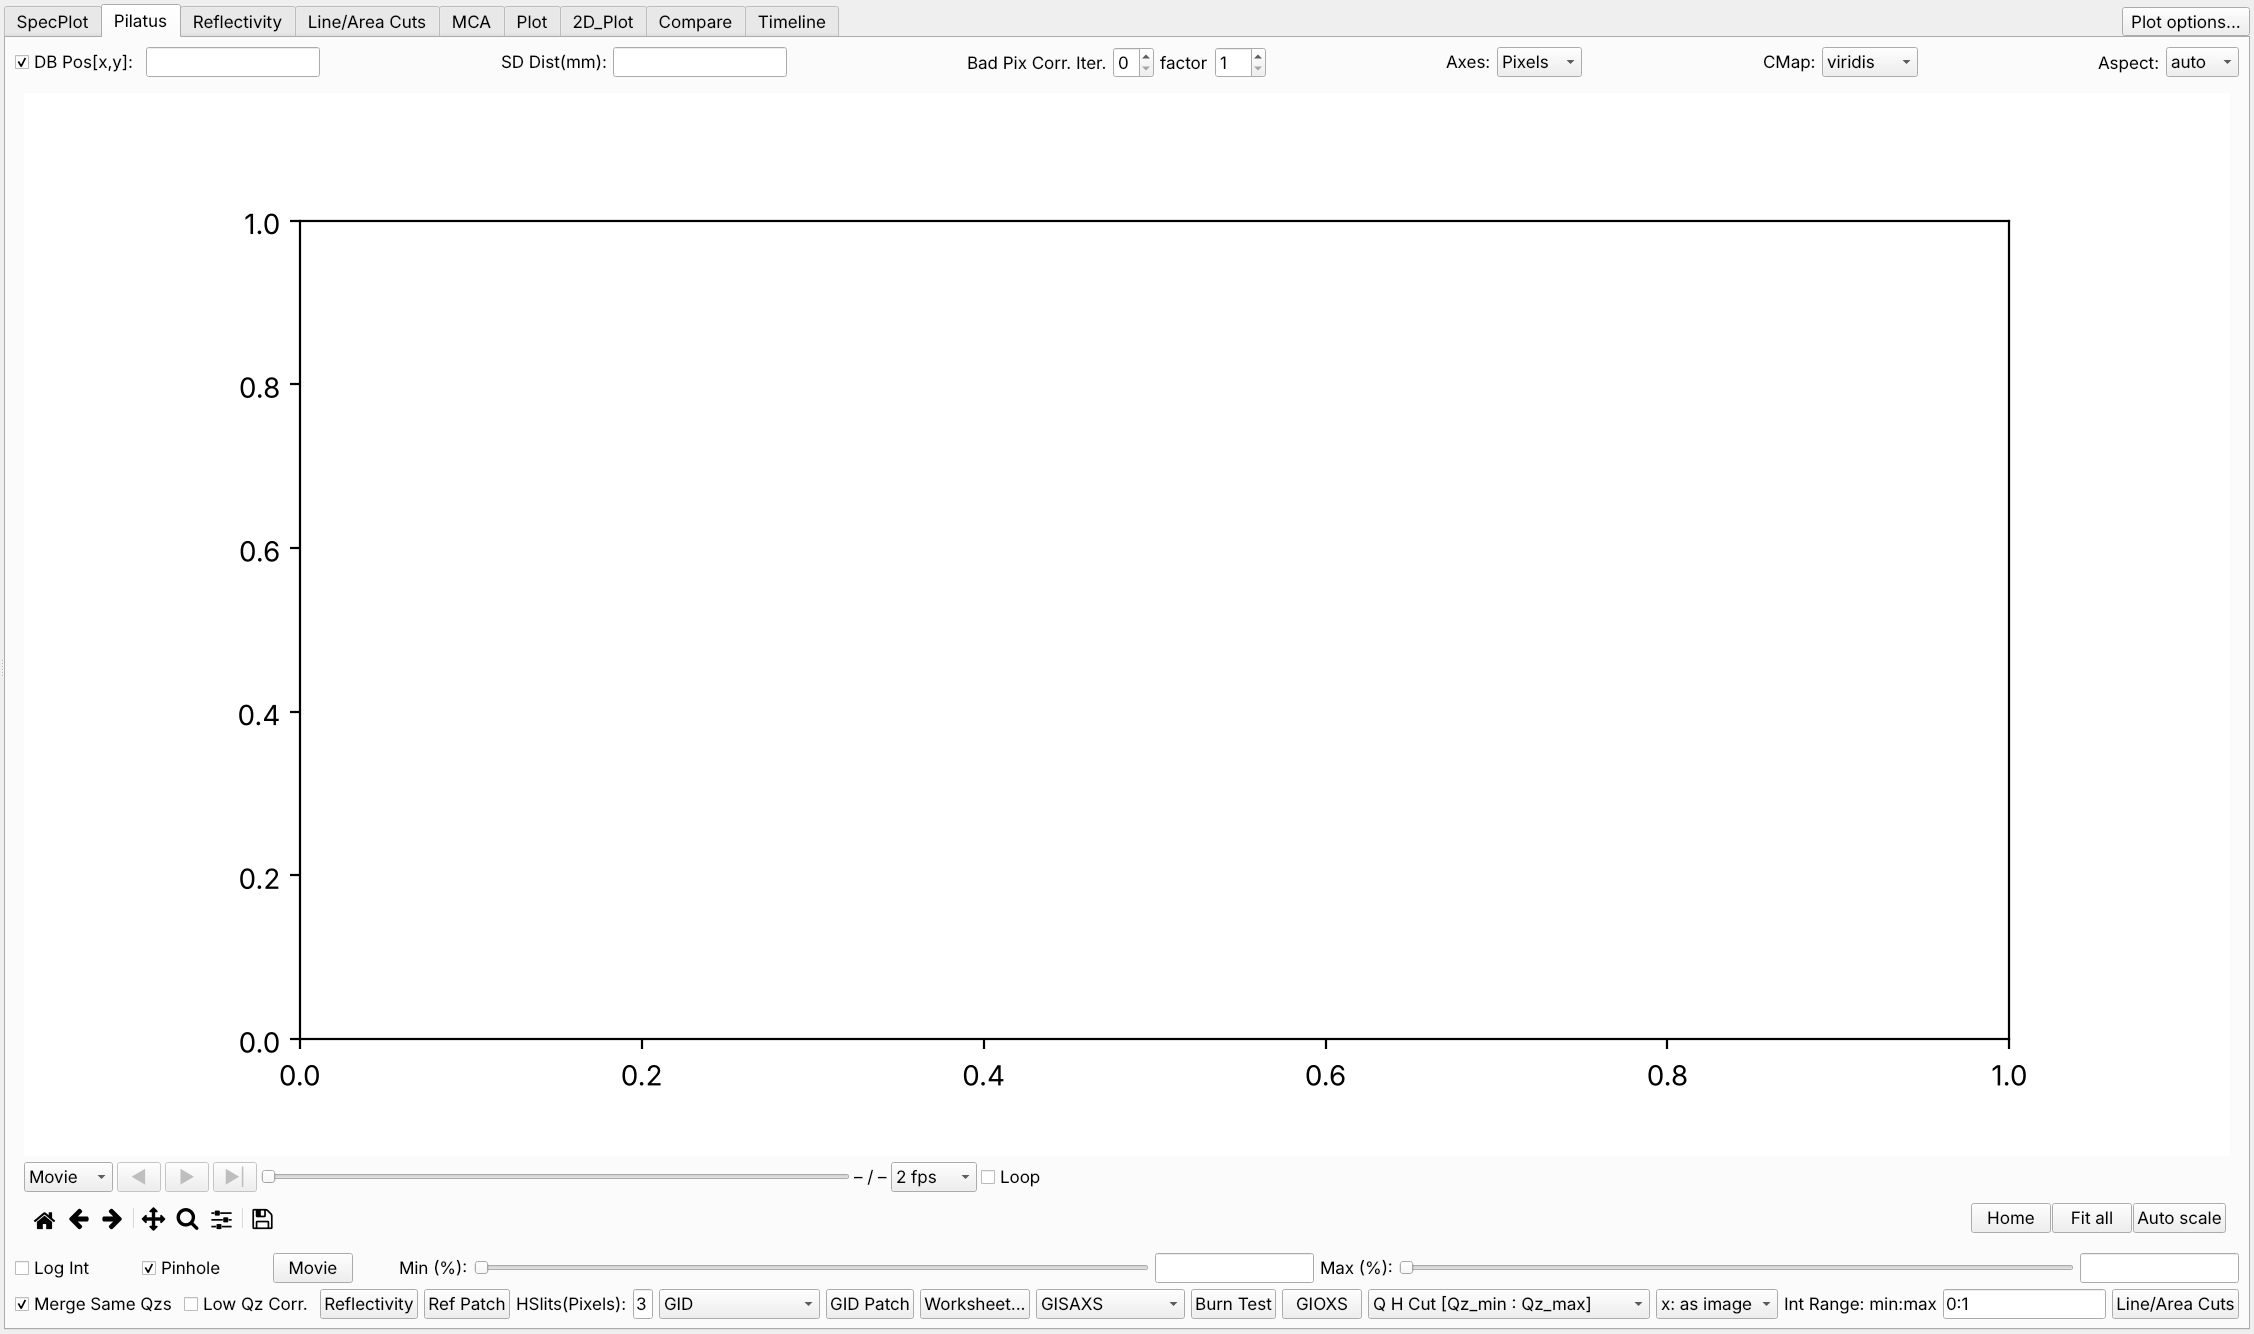 SpecPlot Pilatus Reflectivity Line/Area Cuts MCA Plot 2D_Plot Compare Timeline Plot options...
DB Pos[x,y]: SD Dist(mm): Bad Pix Corr. Iter. 0 factor 1 Axes: Pixels CMap: viridis Aspect: auto
1.0
0.8
0.6
0.4
0.2
0.0
0.0 0.2 0.4 0.6 0.8 1.0
Movie – / – 2 fps Loop
Home Fit all Auto scale
Log Int Pinhole Movie Min (%): Max (%):
Merge Same Qzs Low Qz Corr. Reflectivity Ref Patch HSlits(Pixels): 3 GID GID Patch Worksheet... GISAXS Burn Test GIOXS Q H Cut [Qz_min : Qz_max] x: as image Int Range: min:max 0:1 Line/Area Cuts